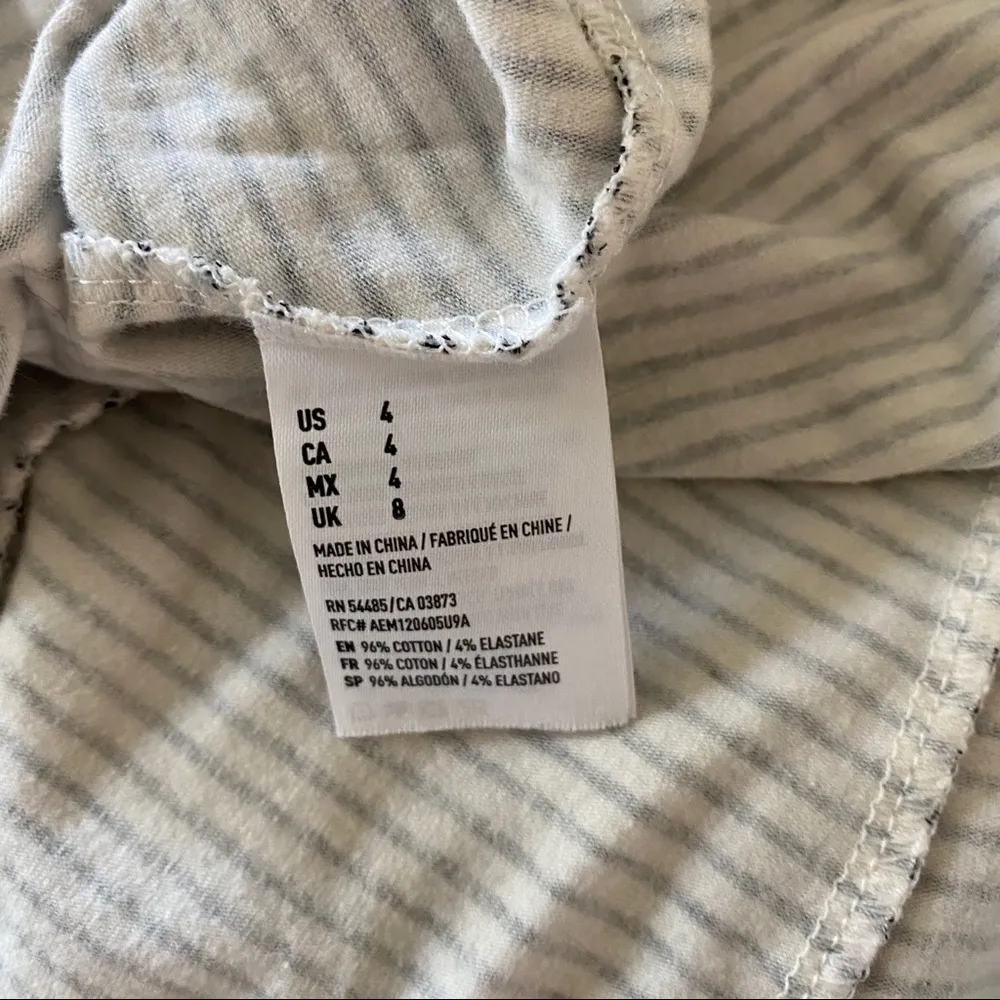 US 4
CA 4
MX 4
UK 8
MADE IN CHINA / FABRIQUÉ EN CHINE /
HECHO EN CHINA
RN 54485/CA 03873
RFC# AEM120605U9A
EN 96% COTTON / 4% ELASTANE
FR 96% COTON / 4% ÉLASTHANNE
SP 96% ALGODÓN / 4% ELASTANO